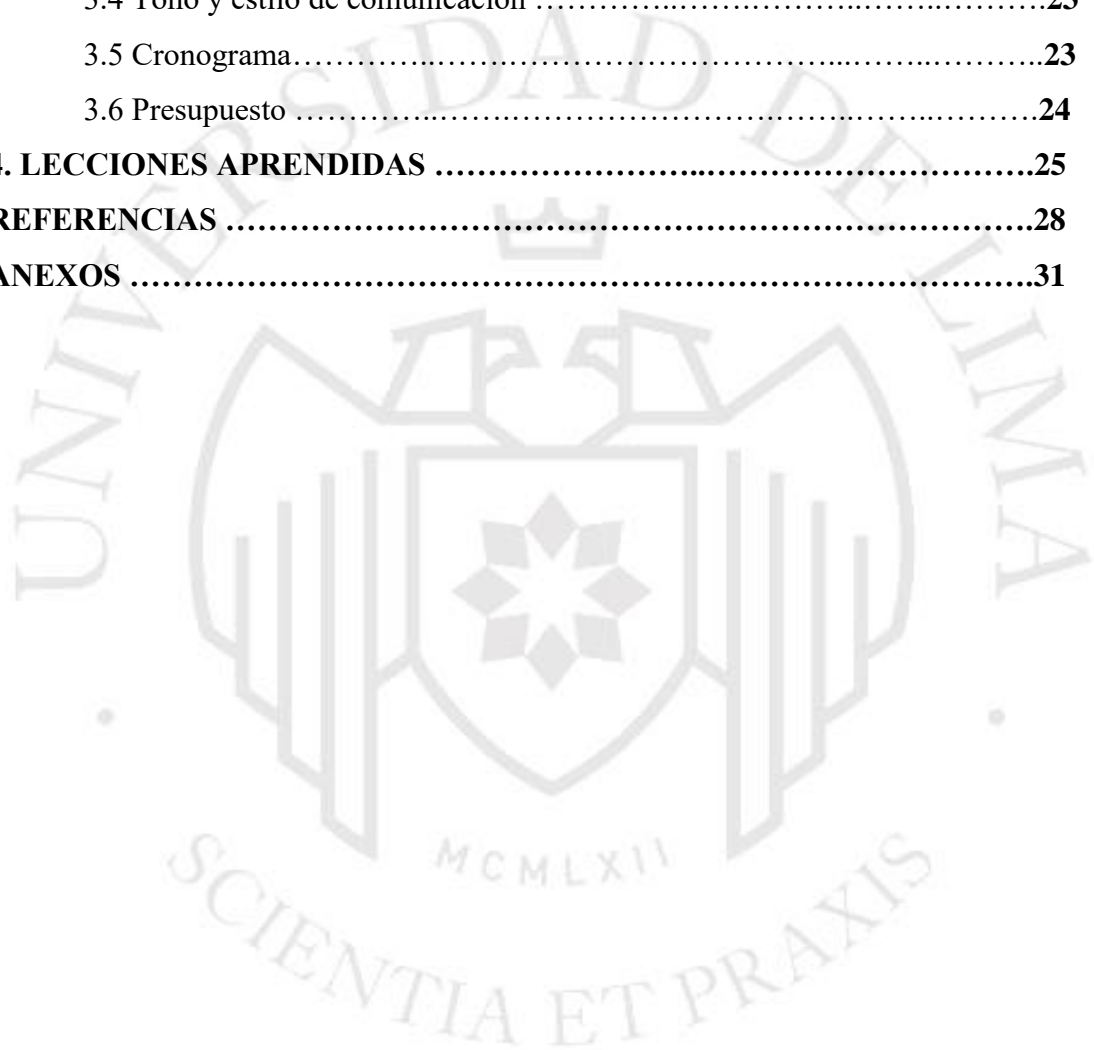 3.4 Tono y estilo de comunicación …………..…….………..…….……….23
3.5 Cronograma…………..…….…………………………...…….………..23
3.6 Presupuesto …………..…….………………………….……..……….24
4. LECCIONES APRENDIDAS ……………………..………………………….25
REFERENCIAS ……………………………………………………………….28
ANEXOS ……………………………………………………………………….31
UNIVERSIDAD DE LIMA
MCMLXII
SCIENTIA ET PRAXIS